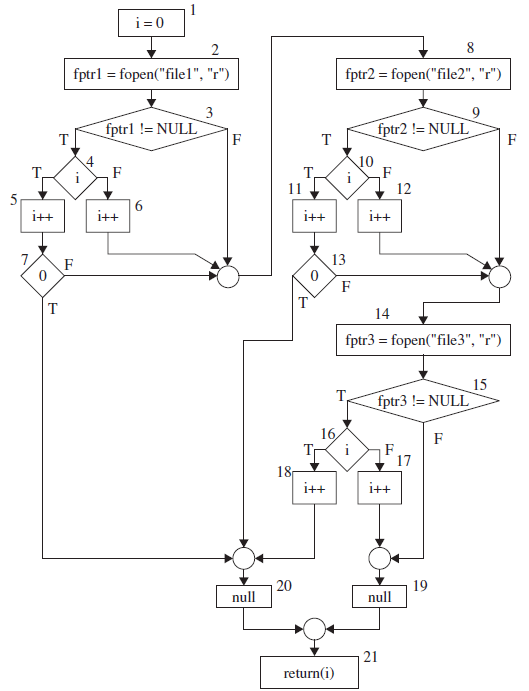 1
i = 0
2
fptr1 = fopen("file1", "r")
3
fptr1 != NULL
T
F
4
i
T
F
5
i++
6
i++
7
0
F
T
8
fptr2 = fopen("file2", "r")
9
fptr2 != NULL
T
F
10
i
T
F
11
i++
12
i++
13
0
F
T
14
fptr3 = fopen("file3", "r")
15
fptr3 != NULL
T
F
16
i
T
F
17
i++
18
i++
20
null
19
null
21
return(i)